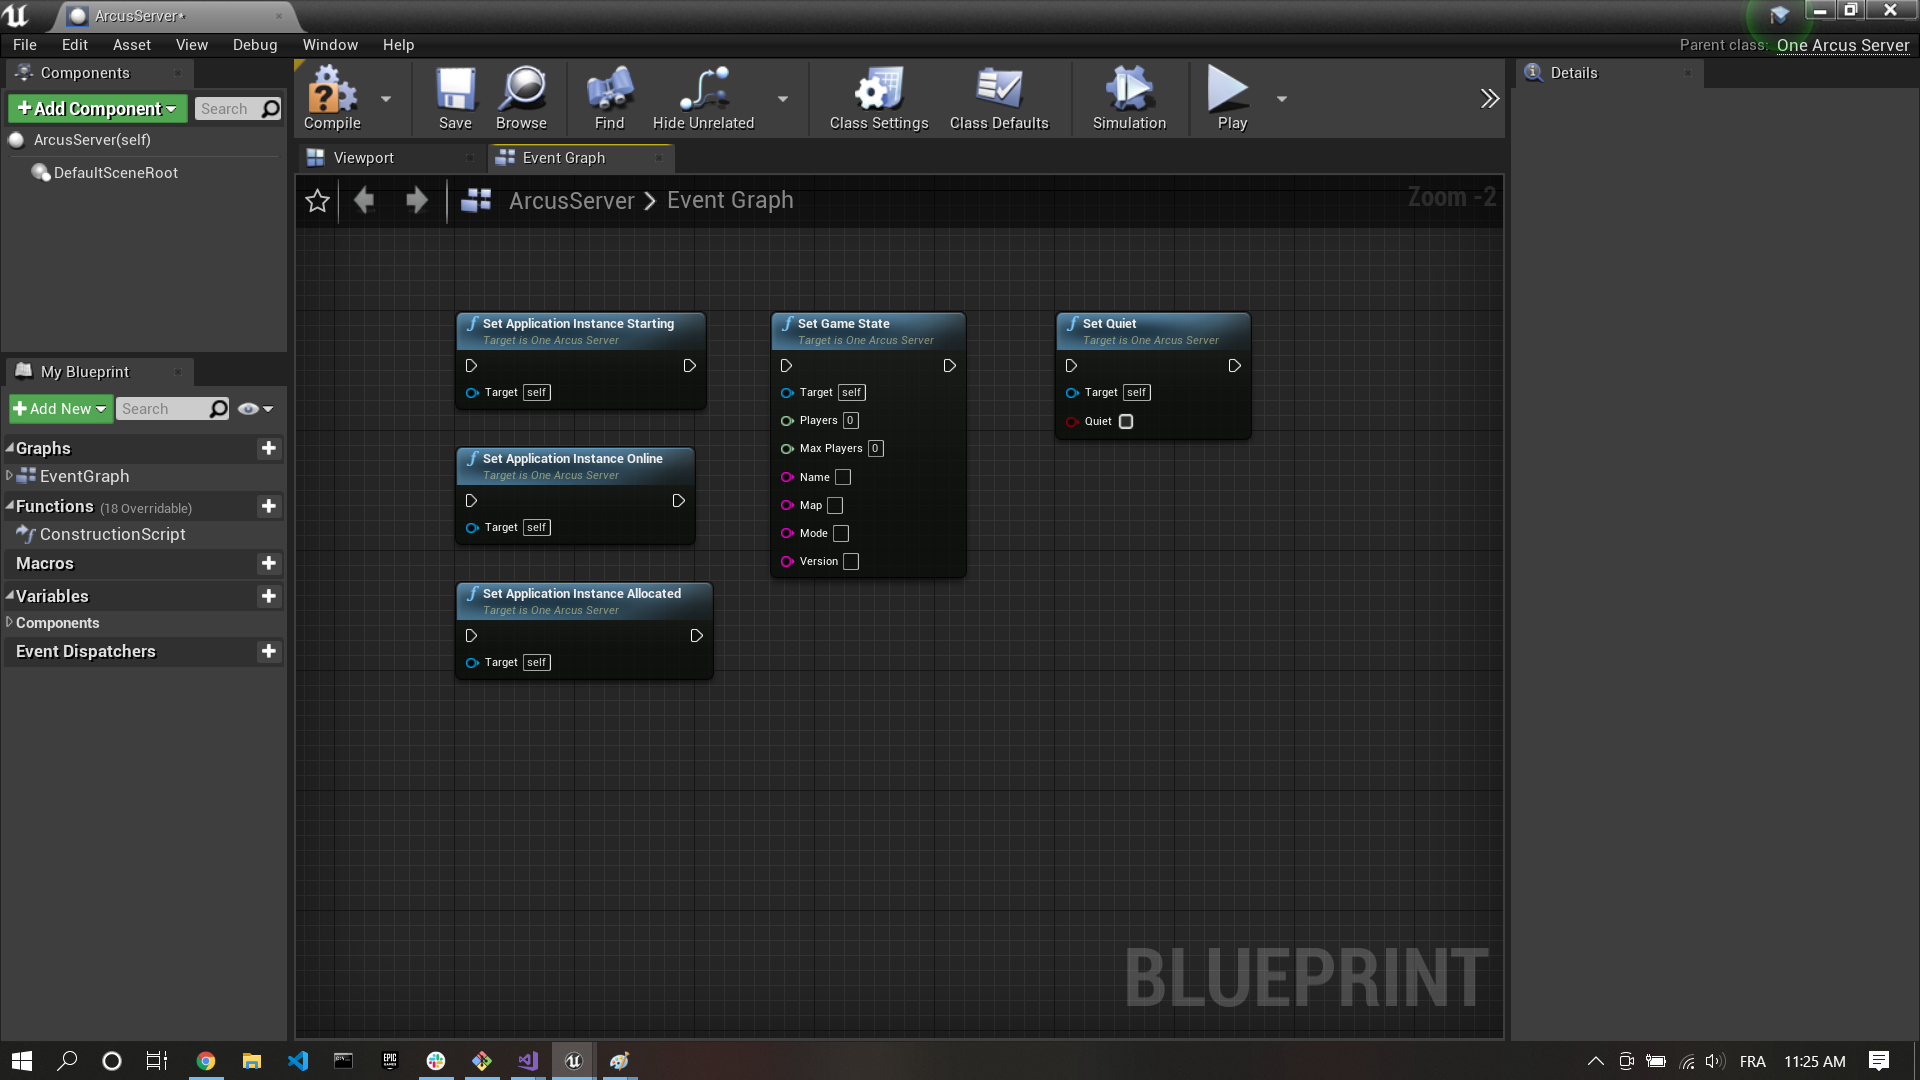 ArcusServer*
File Edit Asset View Debug Window Help
Parent class: One Arcus Server
Components
Add Component
Search
ArcusServer(self)
DefaultSceneRoot
Compile
Save
Browse
Find
Hide Unrelated
Class Settings
Class Defaults
Simulation
Play
Details
Viewport
Event Graph
ArcusServer > Event Graph
Zoom -2
My Blueprint
Add New
Search
Graphs
EventGraph
Functions (18 Overridable)
ConstructionScript
Macros
Variables
Components
Event Dispatchers
Set Application Instance Starting
Target is One Arcus Server
Target self
Set Application Instance Online
Target is One Arcus Server
Target self
Set Application Instance Allocated
Target is One Arcus Server
Target self
Set Game State
Target is One Arcus Server
Target self
Players 0
Max Players 0
Name
Map
Mode
Version
Set Quiet
Target is One Arcus Server
Target self
Quiet
BLUEPRINT
EPIC
FRA 11:25 AM